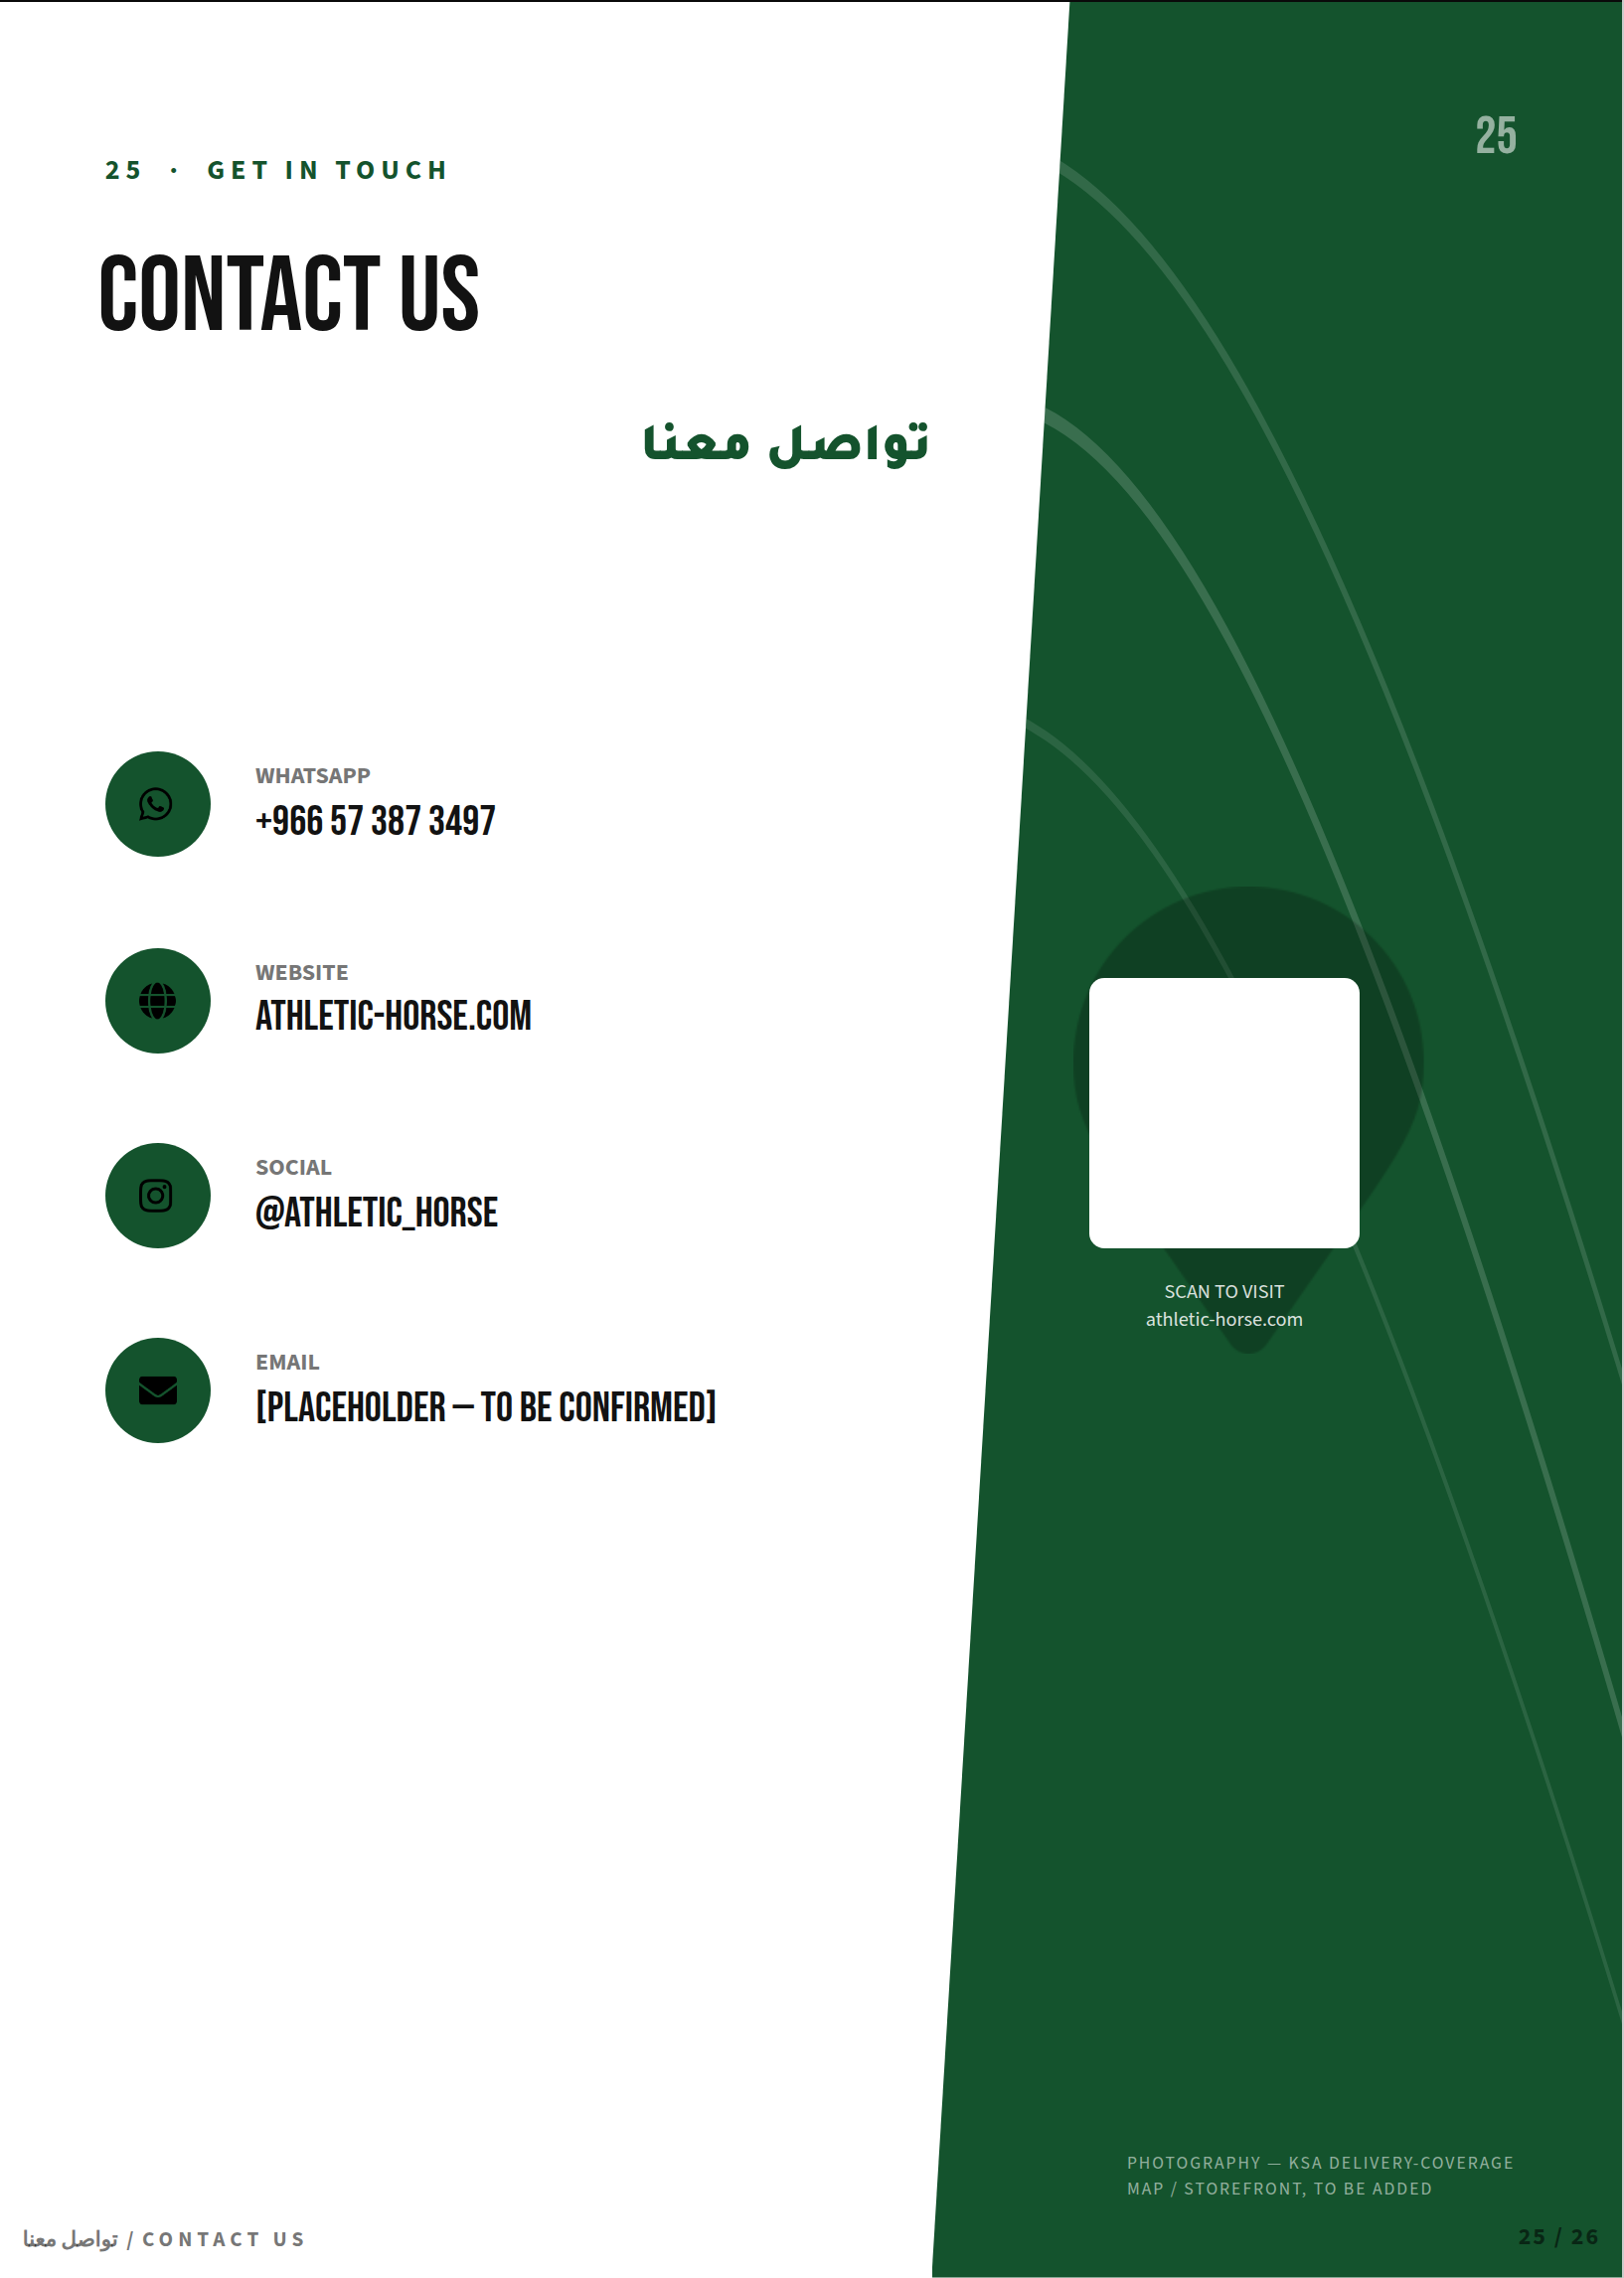 25
25 · GET IN TOUCH
CONTACT US
تواصل معنا
WHATSAPP
+966 57 387 3497
WEBSITE
ATHLETIC-HORSE.COM
SOCIAL
@ATHLETIC_HORSE
EMAIL
[PLACEHOLDER — TO BE CONFIRMED]
SCAN TO VISIT
athletic-horse.com
PHOTOGRAPHY — KSA DELIVERY-COVERAGE
MAP / STOREFRONT, TO BE ADDED
تواصل معنا / CONTACT US
25 / 26